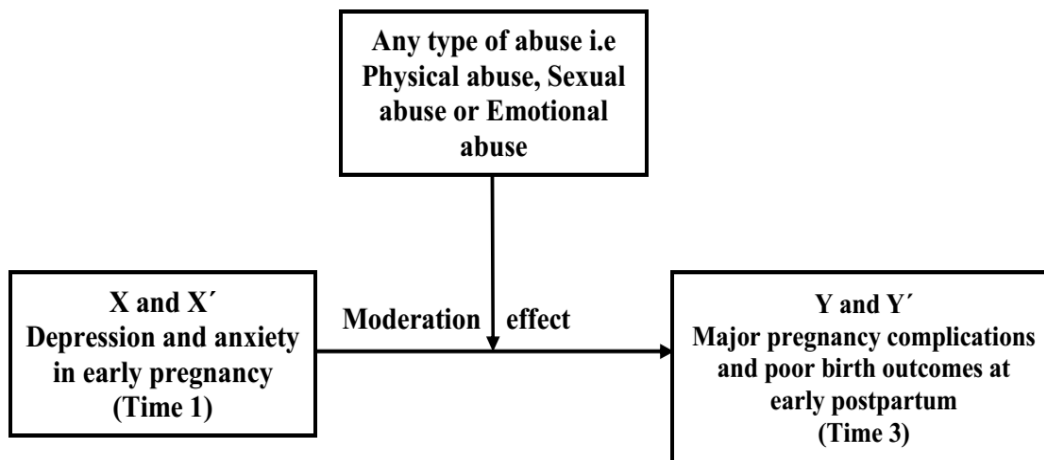 Any type of abuse i.e
Physical abuse, Sexual
abuse or Emotional
abuse
X and X´
Depression and anxiety
in early pregnancy
(Time 1)
Moderation effect
Y and Y´
Major pregnancy complications
and poor birth outcomes at
early postpartum
(Time 3)